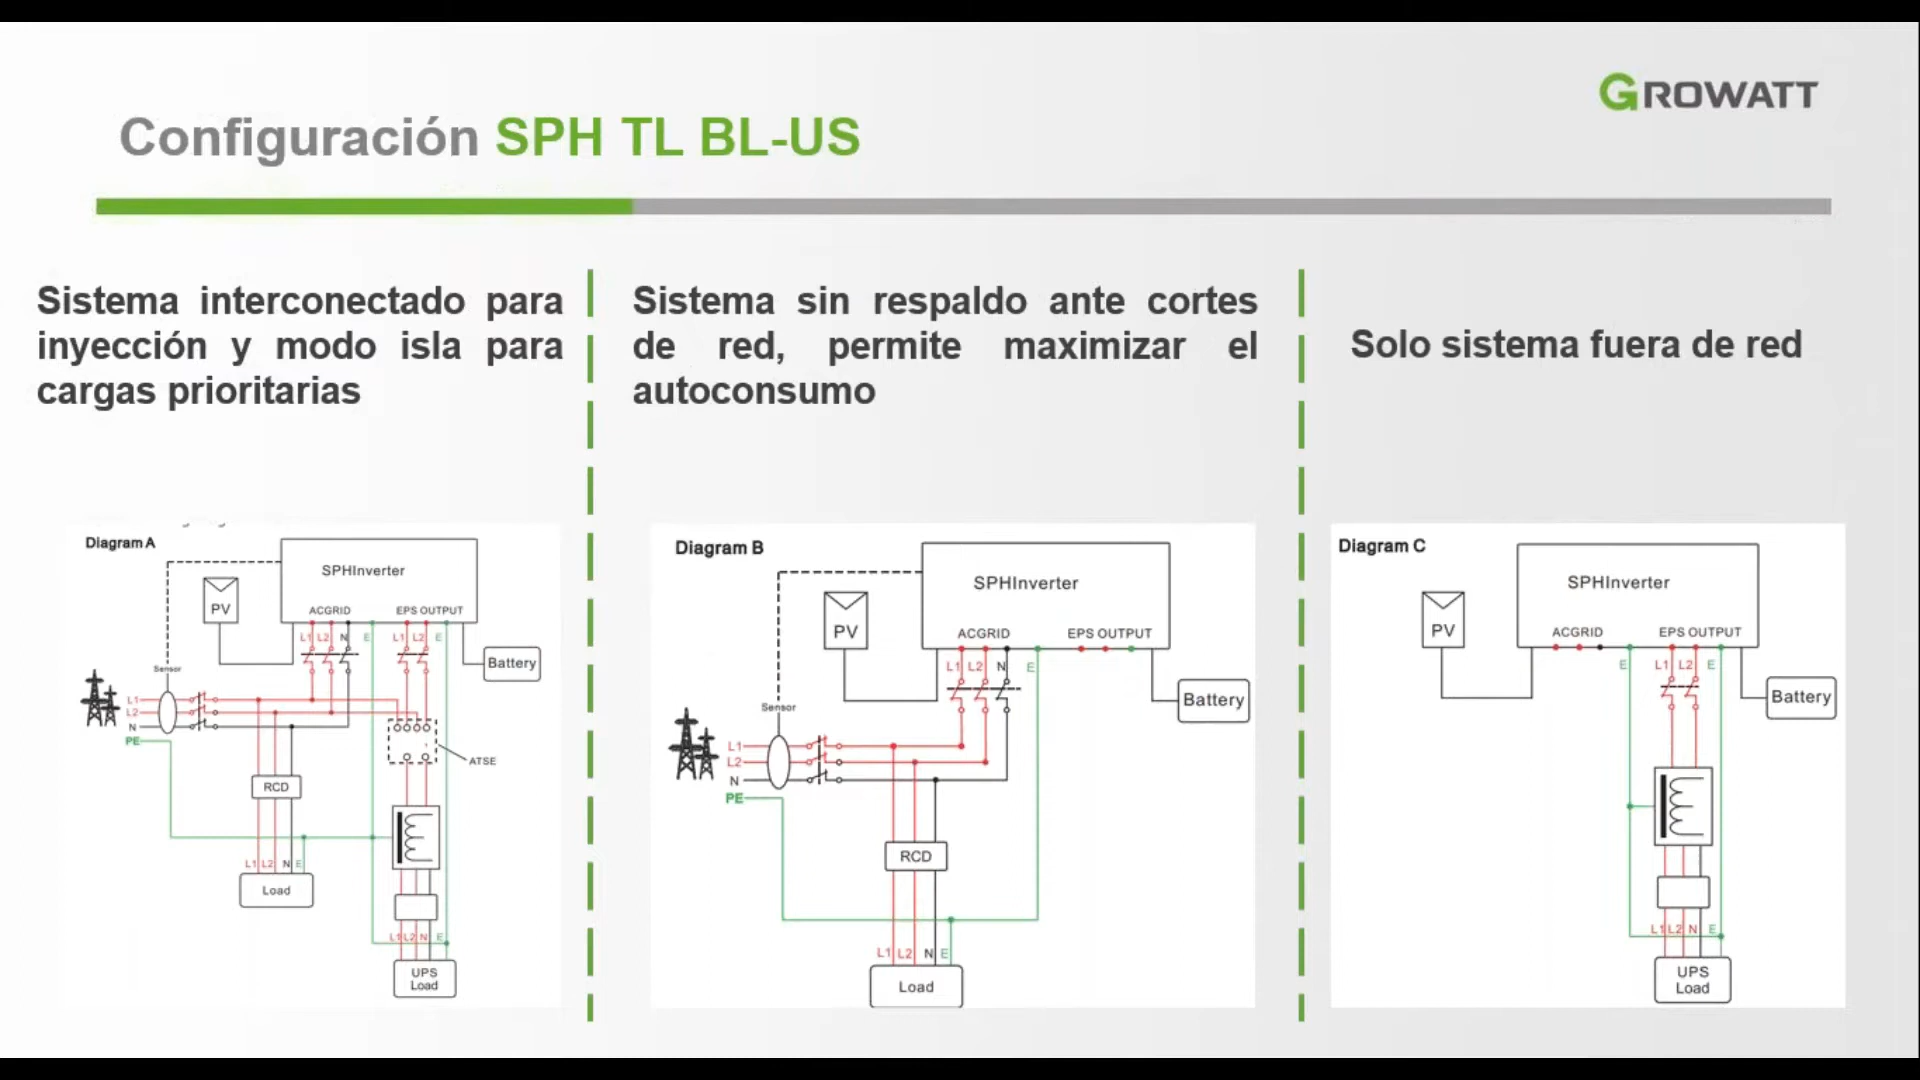 GROWATT
Configuración SPH TL BL-US
Sistema interconectado para
inyección y modo isla para
cargas prioritarias
Sistema sin respaldo ante cortes
de red, permite maximizar el
autoconsumo
Solo sistema fuera de red
Diagram A
SPHInverter
PV
ACGRID
EPS OUTPUT
L1 L2 N E
L1 L2 E
Battery
Sensor
L1
L2
N
PE
ATSE
RCD
L1 L2 N E
Load
L1 L2 N E
UPS
Load
Diagram B
SPHInverter
PV
ACGRID
EPS OUTPUT
L1 L2 N E
Battery
Sensor
L1
L2
N
PE
RCD
L1 L2 N E
Load
Diagram C
SPHInverter
PV
ACGRID
EPS OUTPUT
E L1 L2 E
Battery
L1 L2 N E
UPS
Load